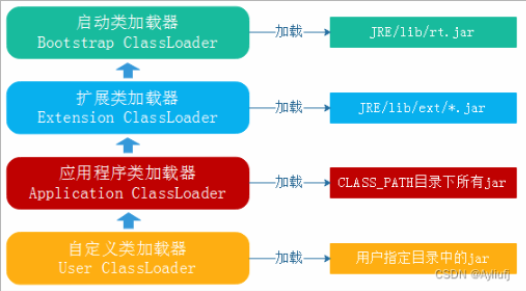 启动类加载器
Bootstrap ClassLoader
加载
JRE/lib/rt.jar
扩展类加载器
Extension ClassLoader
加载
JRE/lib/ext/*.jar
应用程序类加载器
Application ClassLoader
加载
CLASS_PATH目录下所有jar
自定义类加载器
User ClassLoader
加载
用户指定目录中的jar